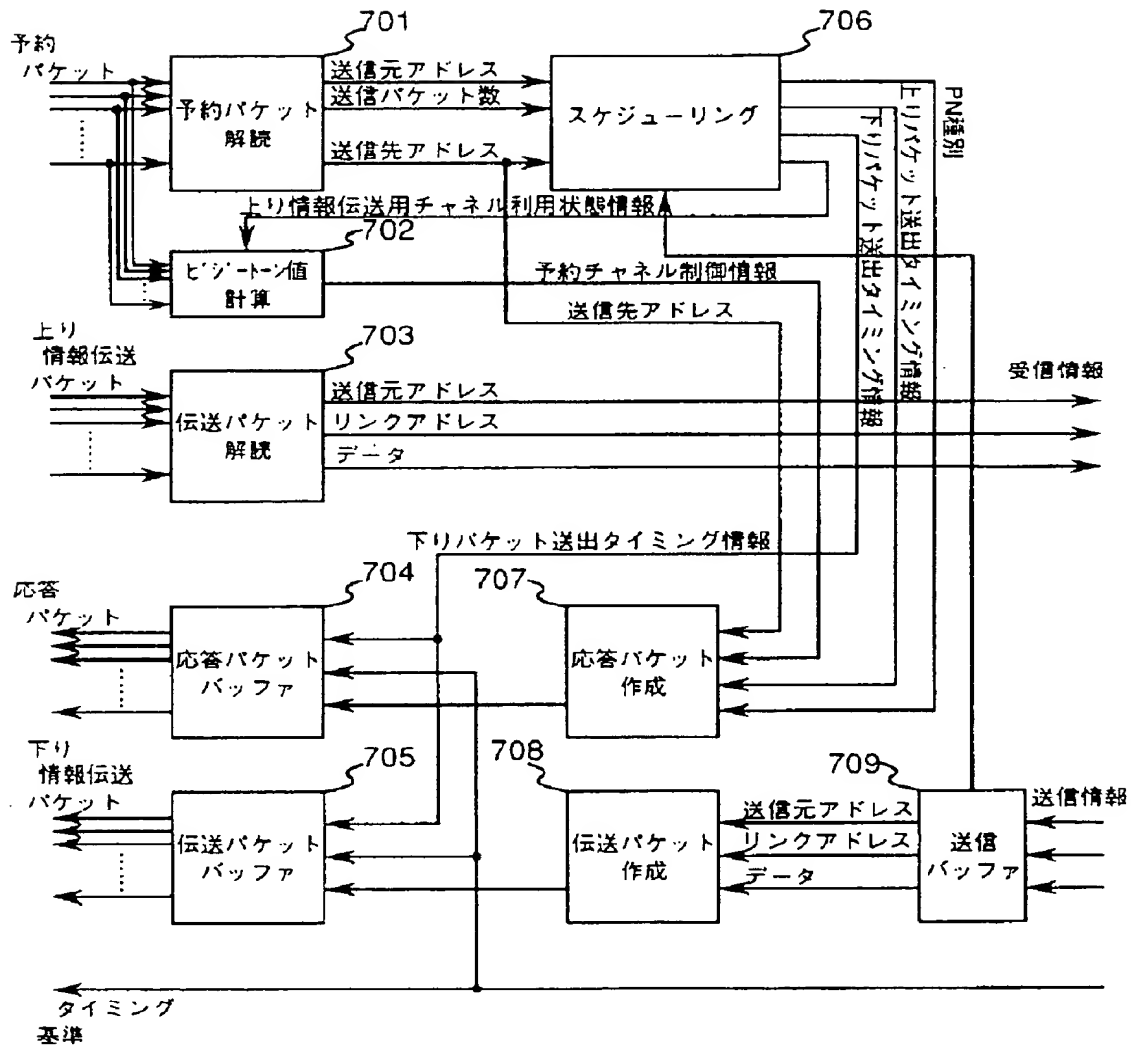 予約
パケット
701
予約パケット
解読
送信元アドレス
送信パケット数
送信先アドレス
706
スケジューリング
上りパケット送出タイミング情報
下りパケット送出タイミング情報
PN種別
上り情報伝送用チャネル利用状態情報
702
ビジートーン値
計算
予約チャネル制御情報
送信先アドレス
上り
情報伝送
パケット
703
伝送パケット
解読
送信元アドレス
リンクアドレス
データ
受信情報
下りパケット送出タイミング情報
応答
パケット
704
応答パケット
バッファ
707
応答パケット
作成
下り
情報伝送
パケット
705
伝送パケット
バッファ
708
伝送パケット
作成
709
送信元アドレス
リンクアドレス
データ
送信
バッファ
送信情報
タイミング
基準